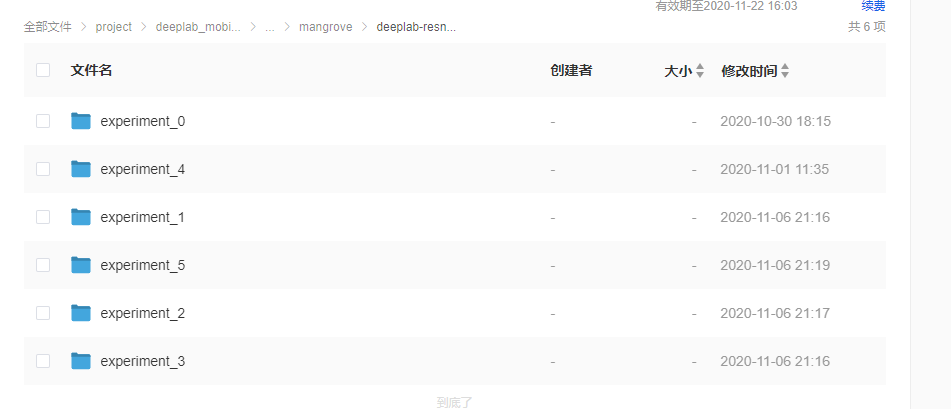 有效期至2020-11-22 16:03 续费
全部文件 project deeplab_mobi... ... mangrove deeplab-resn... 共 6 项
文件名 创建者 大小 修改时间
experiment_0 - - 2020-10-30 18:15
experiment_4 - - 2020-11-01 11:35
experiment_1 - - 2020-11-06 21:16
experiment_5 - - 2020-11-06 21:19
experiment_2 - - 2020-11-06 21:17
experiment_3 - - 2020-11-06 21:16
到底了